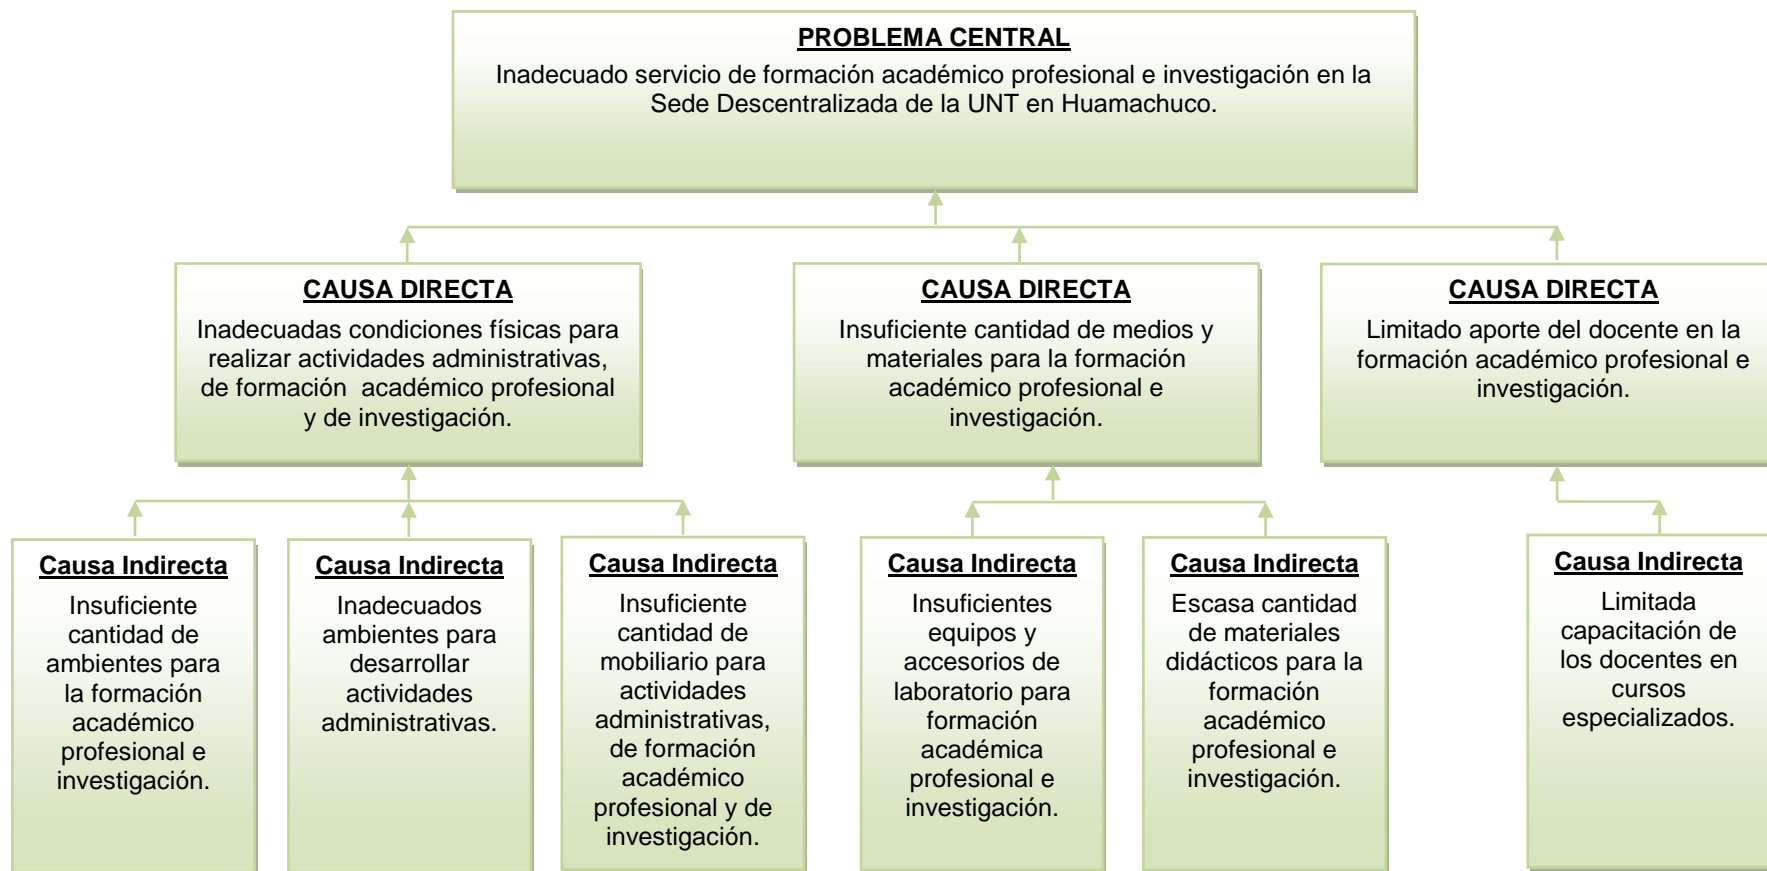 PROBLEMA CENTRAL
Inadecuado servicio de formación académico profesional e investigación en la
Sede Descentralizada de la UNT en Huamachuco.
CAUSA DIRECTA
Inadecuadas condiciones físicas para
realizar actividades administrativas,
de formación académico profesional
y de investigación.
CAUSA DIRECTA
Insuficiente cantidad de medios y
materiales para la formación
académico profesional e
investigación.
CAUSA DIRECTA
Limitado aporte del docente en la
formación académico profesional e
investigación.
Causa Indirecta
Insuficiente
cantidad de
ambientes para
la formación
académico
profesional e
investigación.
Causa Indirecta
Inadecuados
ambientes para
desarrollar
actividades
administrativas.
Causa Indirecta
Insuficiente
cantidad de
mobiliario para
actividades
administrativas,
de formación
académico
profesional y de
investigación.
Causa Indirecta
Insuficientes
equipos y
accesorios de
laboratorio para
formación
académica
profesional e
investigación.
Causa Indirecta
Escasa cantidad
de materiales
didácticos para la
formación
académico
profesional e
investigación.
Causa Indirecta
Limitada
capacitación de
los docentes en
cursos
especializados.